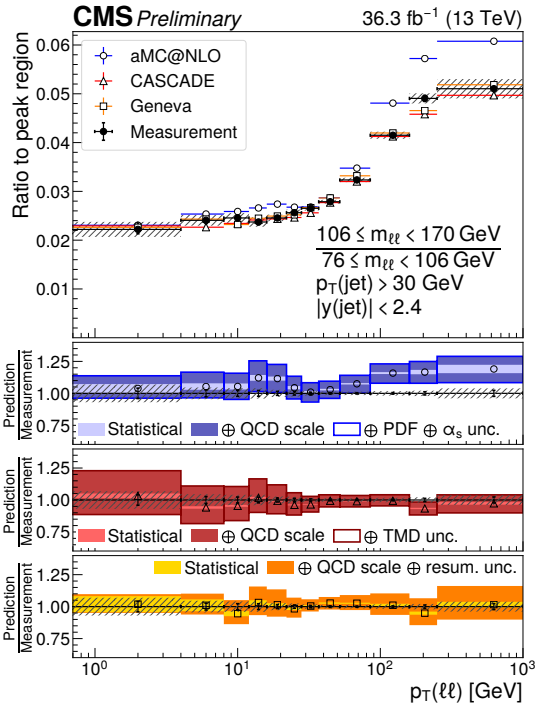 CMS Preliminary 36.3 fb⁻¹ (13 TeV)
Ratio to peak region
0.06
0.05
0.04
0.03
0.02
0.01
aMC@NLO
CASCADE
Geneva
Measurement
106 ≤ mℓℓ < 170 GeV
76 ≤ mℓℓ < 106 GeV
pT(jet) > 30 GeV
|y(jet)| < 2.4
Prediction
Measurement
1.25
1.00
0.75
Statistical ⊕ QCD scale ⊕ PDF ⊕ αs unc.
Prediction
Measurement
1.25
1.00
0.75
Statistical ⊕ QCD scale ⊕ TMD unc.
Prediction
Measurement
1.25
1.00
0.75
Statistical ⊕ QCD scale ⊕ resum. unc.
10⁰ 10¹ 10² 10³
pT(ℓℓ) [GeV]